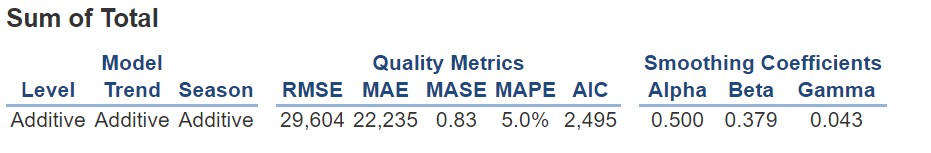 Sum of Total
Model Quality Metrics Smoothing Coefficients
Level Trend Season RMSE MAE MASE MAPE AIC Alpha Beta Gamma
Additive Additive Additive 29,604 22,235 0.83 5.0% 2,495 0.500 0.379 0.043